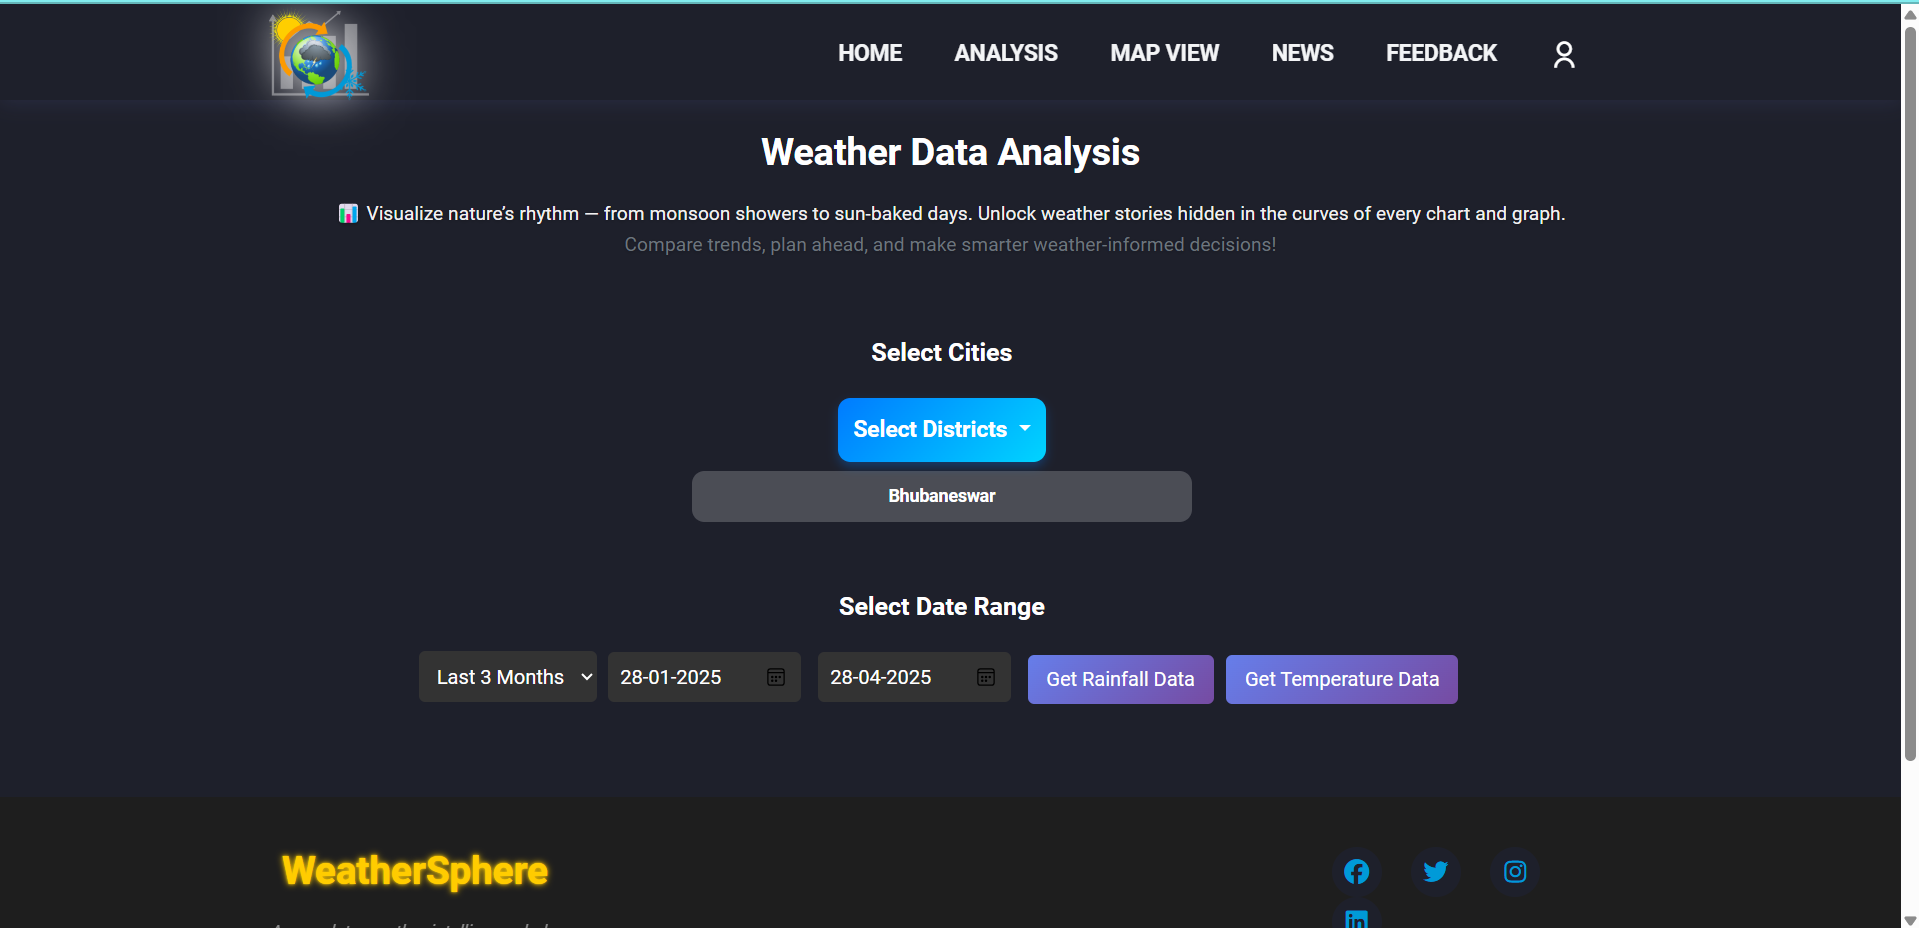 HOME ANALYSIS MAP VIEW NEWS FEEDBACK
Weather Data Analysis
Visualize nature’s rhythm — from monsoon showers to sun-baked days. Unlock weather stories hidden in the curves of every chart and graph.
Compare trends, plan ahead, and make smarter weather-informed decisions!
Select Cities
Select Districts
Bhubaneswar
Select Date Range
Last 3 Months 28-01-2025 28-04-2025 Get Rainfall Data Get Temperature Data
WeatherSphere